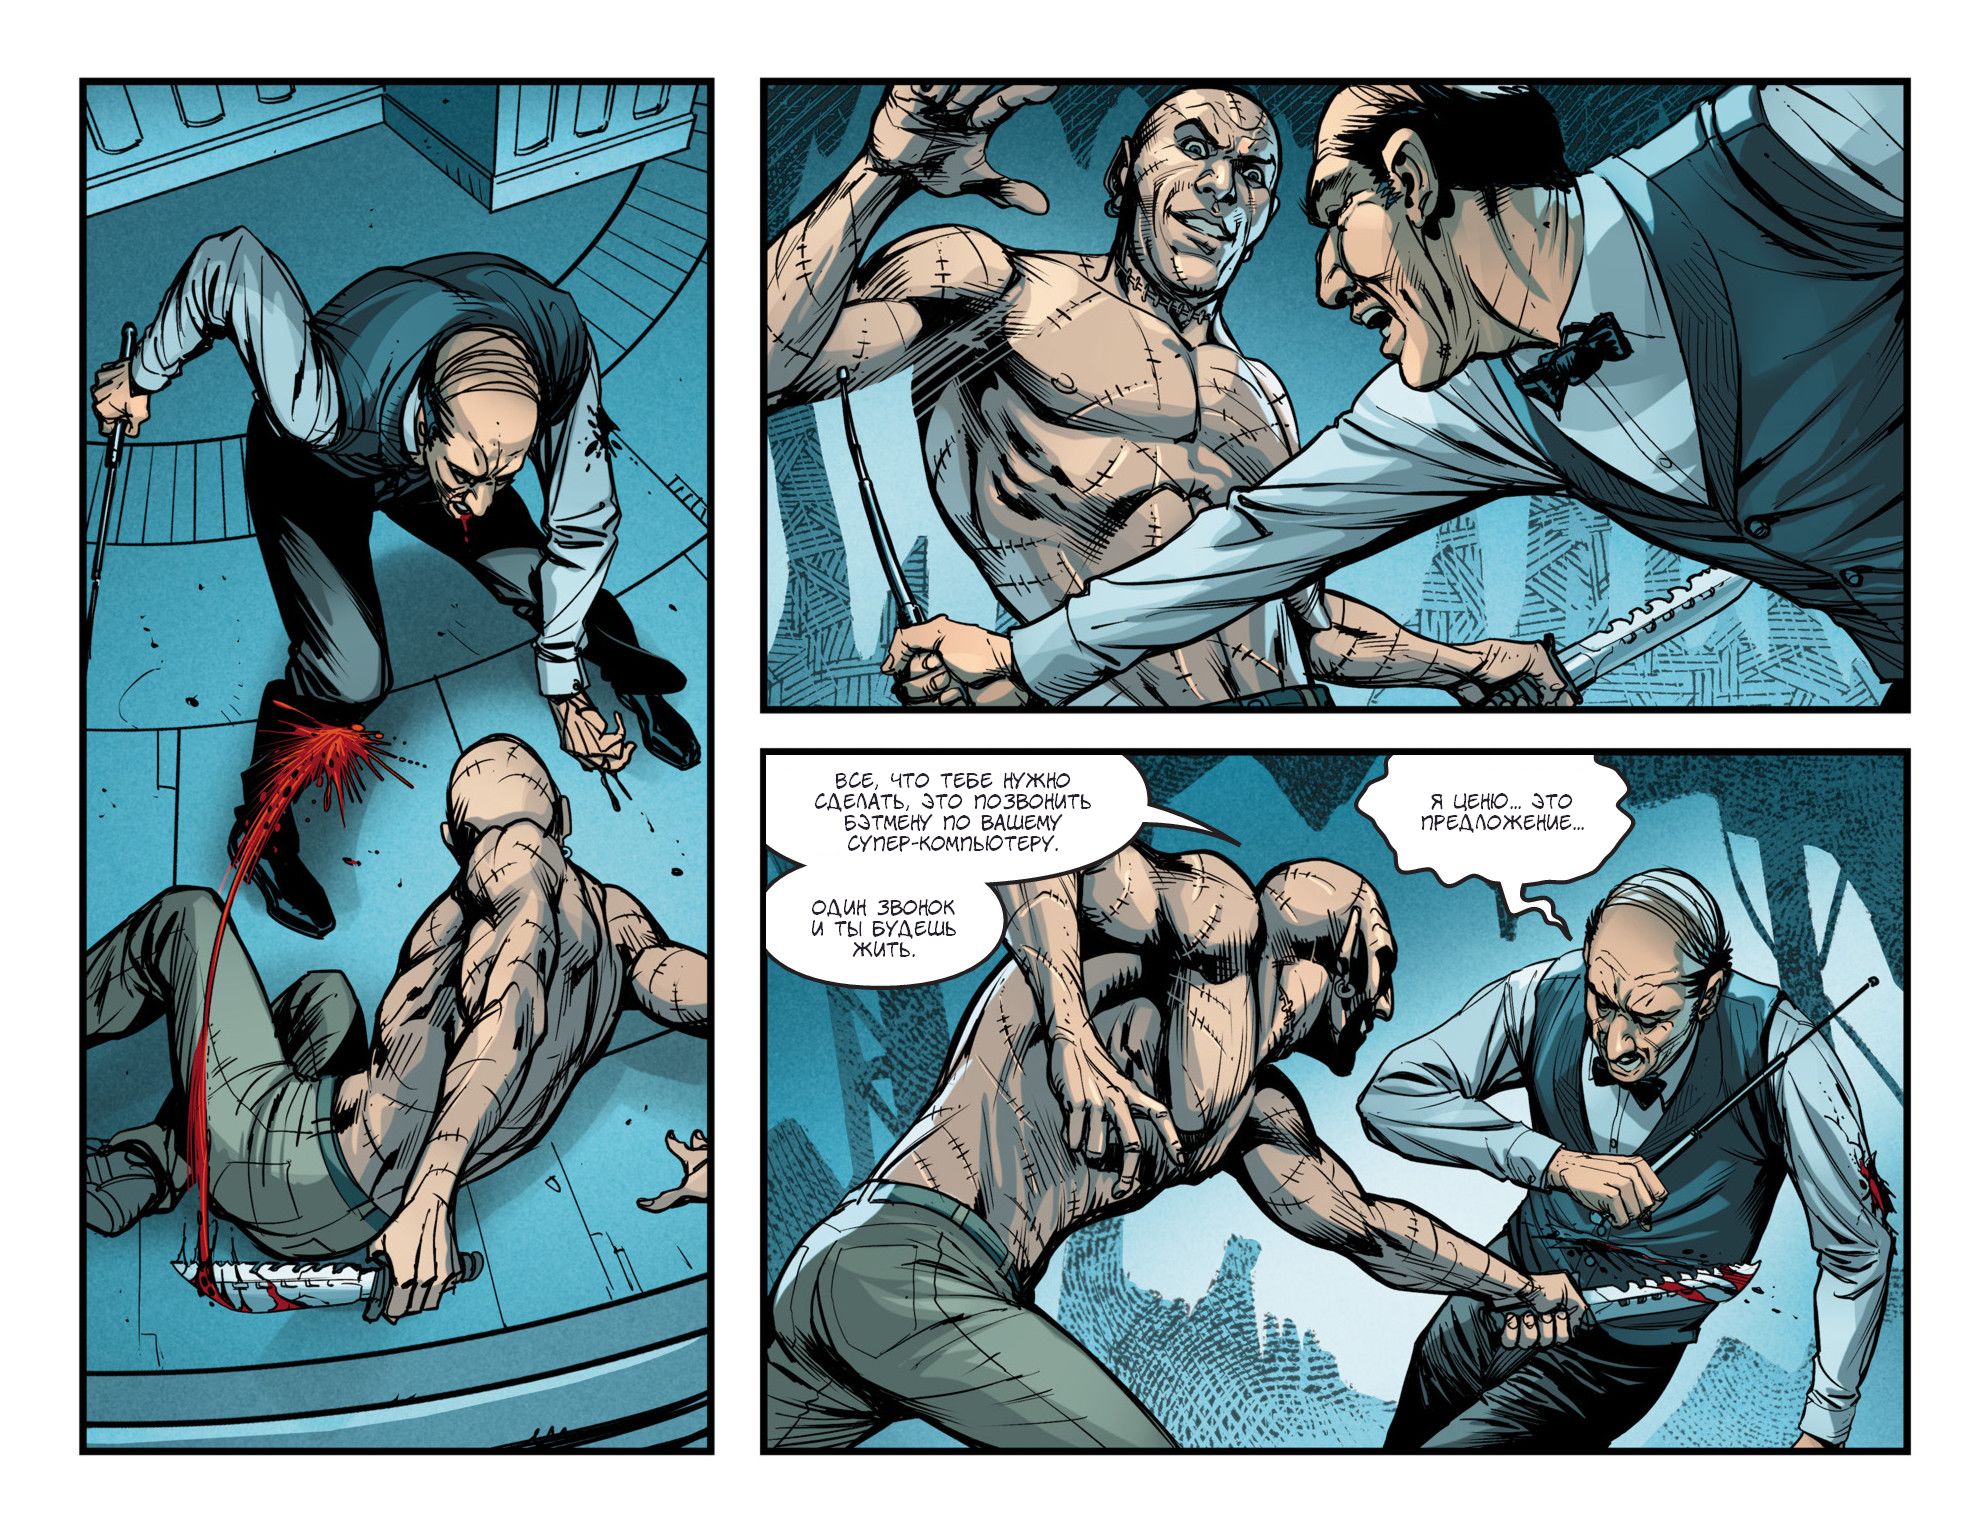 ВСЕ, ЧТО ТЕБЕ НУЖНО
СДЕЛАТЬ, ЭТО ПОЗВОНИТЬ
БЭТМЕНУ ПО ВАШЕМУ
СУПЕР-КОМПЬЮТЕРУ.
ОДИН ЗВОНОК
И ТЫ БУДЕШЬ
ЖИТЬ.
Я ЦЕНЮ... ЭТО
ПРЕДЛОЖЕНИЕ...